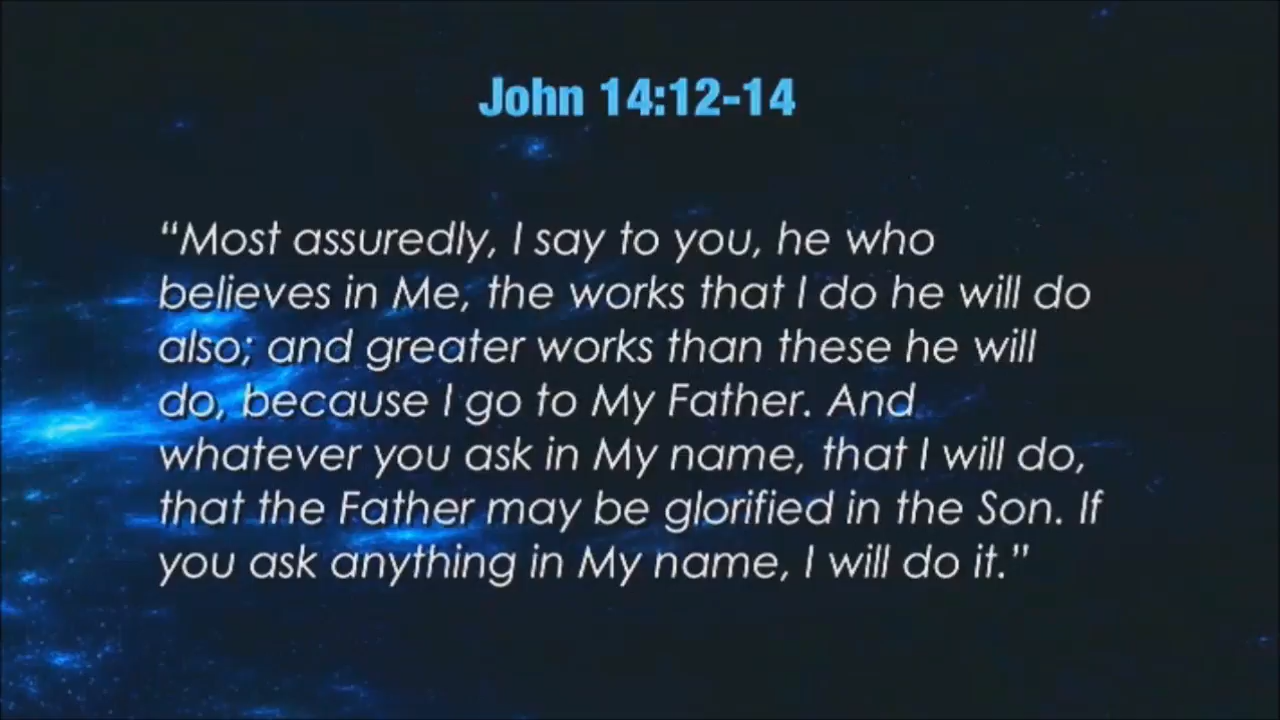 John 14:12-14
“Most assuredly, I say to you, he who
believes in Me, the works that I do he will do
also; and greater works than these he will
do, because I go to My Father. And
whatever you ask in My name, that I will do,
that the Father may be glorified in the Son. If
you ask anything in My name, I will do it.”